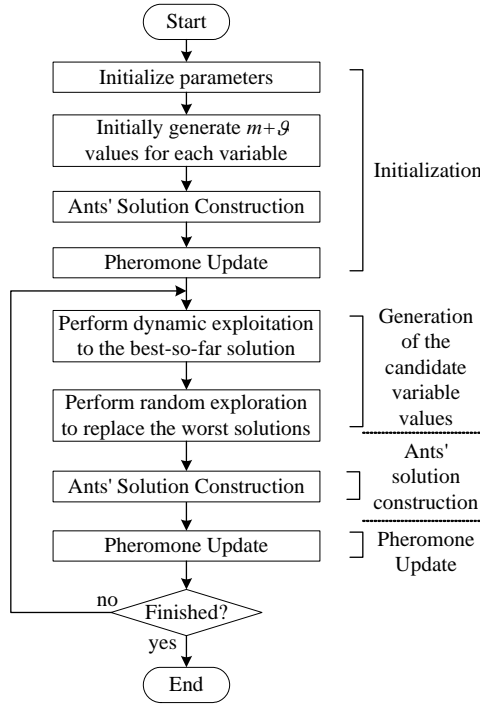 Start
Initialize parameters
Initially generate m+ϑ
values for each variable
Ants' Solution Construction
Pheromone Update
Initialization
Perform dynamic exploitation
to the best-so-far solution
Perform random exploration
to replace the worst solutions
Generation
of the
candidate
variable
values
Ants' Solution Construction
Ants'
solution
construction
Pheromone Update
Pheromone
Update
no
Finished?
yes
End